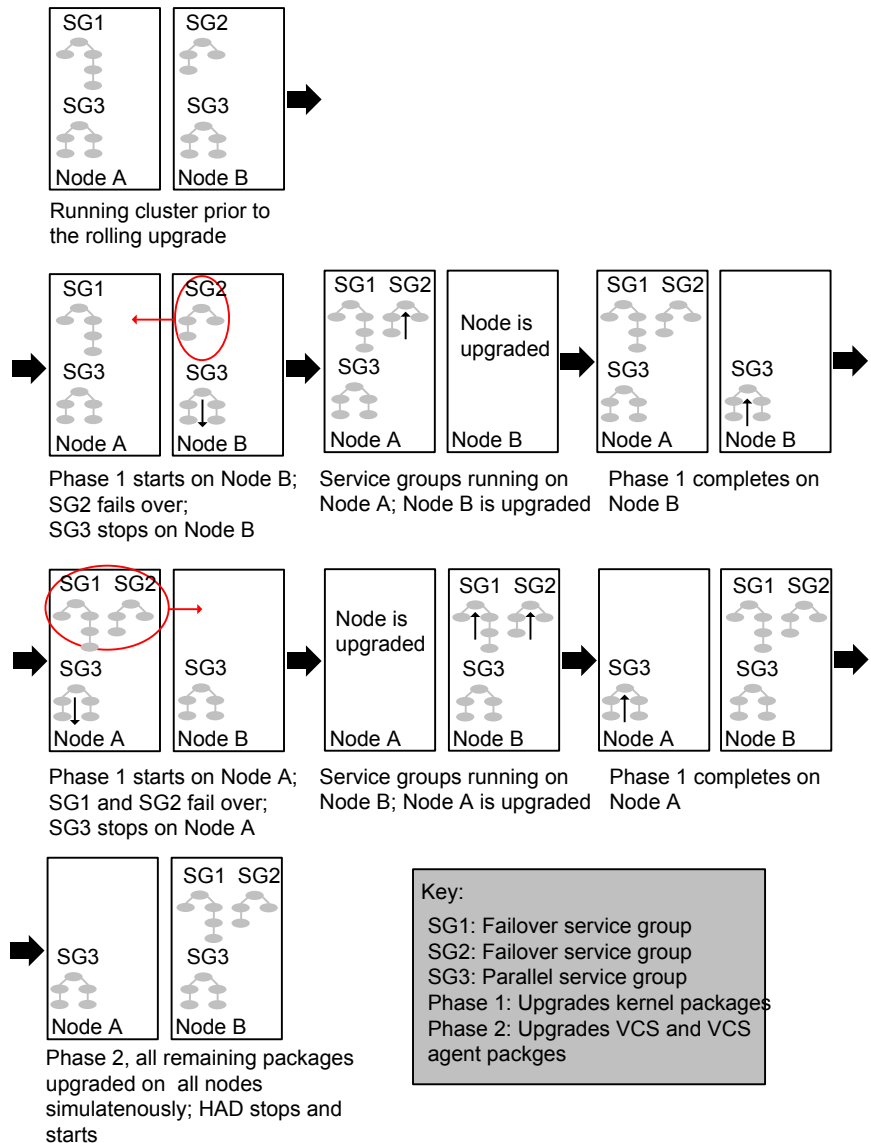 SG1
SG2
SG3
SG3
Node A
Node B
Running cluster prior to
the rolling upgrade
SG1
SG2
SG3
SG3
Node A
Node B
Phase 1 starts on Node B;
SG2 fails over;
SG3 stops on Node B
SG1 SG2
Node is
upgraded
SG3
Node A
Node B
Service groups running on
Node A; Node B is upgraded
SG1 SG2
SG3
SG3
Node A
Node B
Phase 1 completes on
Node B
SG1 SG2
SG3
SG3
Node A
Node B
Phase 1 starts on Node A;
SG1 and SG2 fail over;
SG3 stops on Node A
Node is
upgraded
SG1 SG2
SG3
Node A
Node B
Service groups running on
Node B; Node A is upgraded
SG1 SG2
SG3
SG3
Node A
Node B
Phase 1 completes on
Node A
SG1 SG2
SG3
SG3
Node A
Node B
Phase 2, all remaining packages
upgraded on all nodes
simulatenously; HAD stops and
starts
Key:
SG1: Failover service group
SG2: Failover service group
SG3: Parallel service group
Phase 1: Upgrades kernel packages
Phase 2: Upgrades VCS and VCS
agent packges